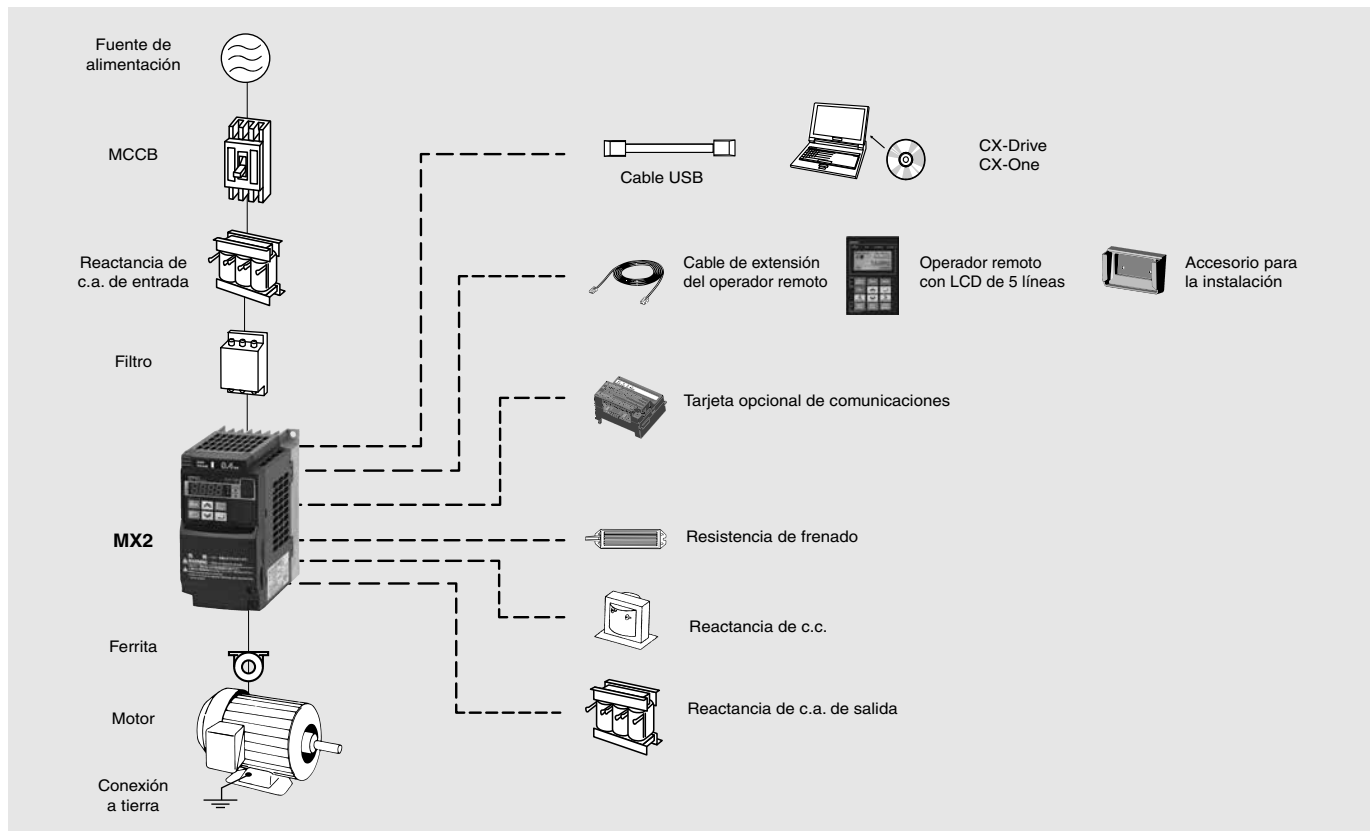 Fuente de
alimentación
MCCB
Reactancia de
c.a. de entrada
Filtro
MX2
Ferrita
Motor
Conexión
a tierra
Cable USB
CX-Drive
CX-One
Cable de extensión
del operador remoto
Operador remoto
con LCD de 5 líneas
Accesorio para
la instalación
Tarjeta opcional de comunicaciones
Resistencia de frenado
Reactancia de c.c.
Reactancia de c.a. de salida